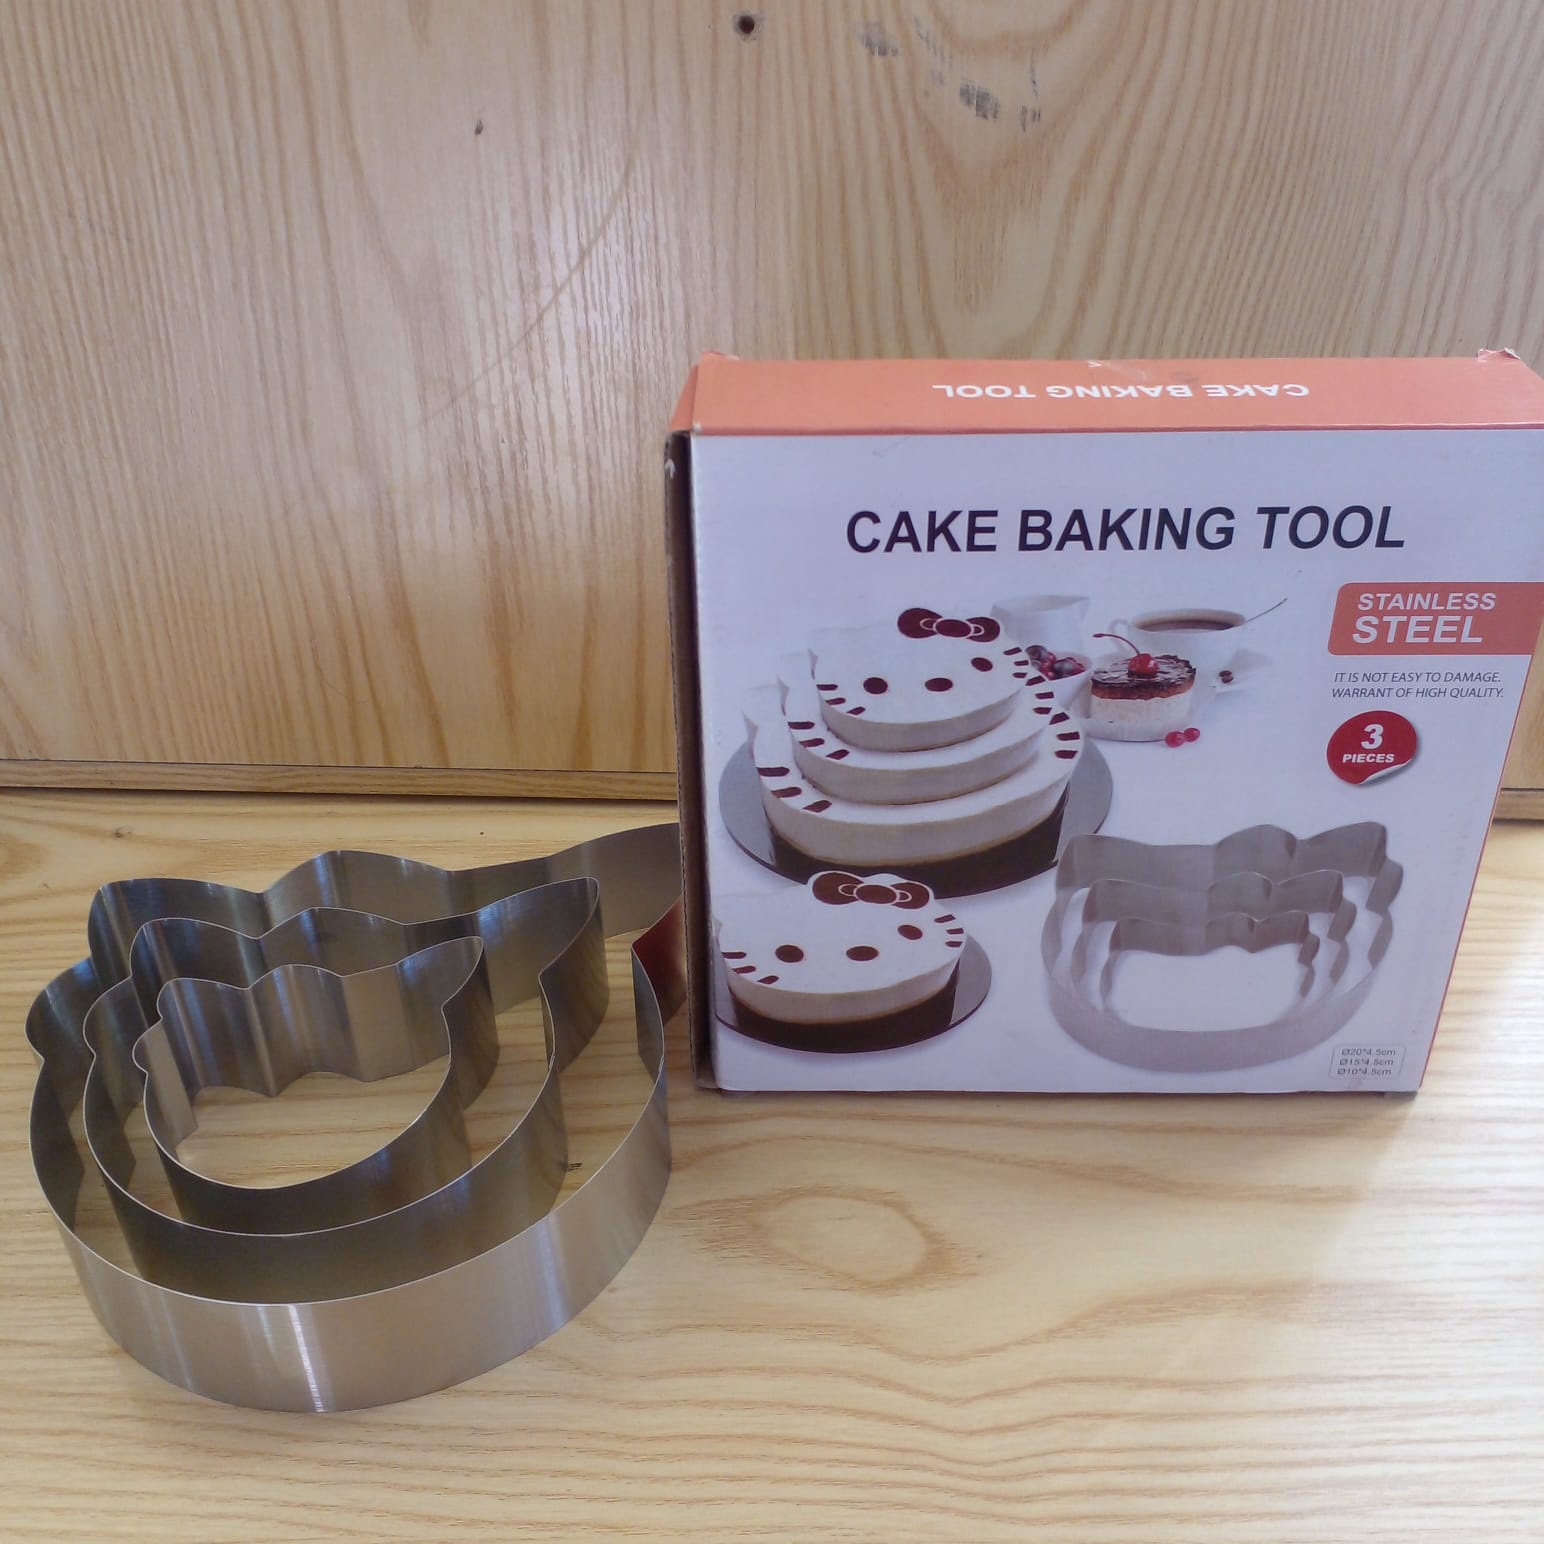 CAKE BAKING TOOL
CAKE BAKING TOOL
STAINLESS
STEEL
IT IS NOT EASY TO DAMAGE.
WARRANT OF HIGH QUALITY.
3
PIECES
Ø20*4.5cm
Ø15*4.5cm
Ø10*4.5cm